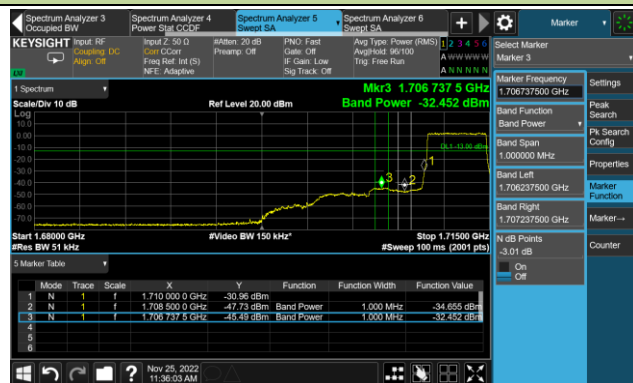 Spectrum Analyzer 3
Occupied BW
Spectrum Analyzer 4
Power Stat CCDF
Spectrum Analyzer 5
Swept SA
Spectrum Analyzer 6
Swept SA
Marker
KEYSIGHT
Input: RF
Coupling: DC
Align: Off
Input Z: 50 Ω
Corr CCorr
Freq Ref: Int (S)
NFE: Adaptive
#Atten: 20 dB
Preamp: Off
PNO: Fast
Gate: Off
IF Gain: Low
Sig Track: Off
Avg Type: Power (RMS)
Avg|Hold: 96/100
Trig: Free Run
1 2 3 4 5 6
A W W W W W
A N N N N N
Select Marker
Marker 3
LXI
1 Spectrum
Scale/Div 10 dB
Log
Ref Level 20.00 dBm
Mkr3 1.706 737 5 GHz
Band Power -32.452 dBm
10.0
0.00
-10.0
-20.0
-30.0
-40.0
-50.0
-60.0
-70.0
DL1 -13.00 dBm
1
2
3
Start 1.68000 GHz
#Res BW 51 kHz
#Video BW 150 kHz*
Stop 1.71500 GHz
#Sweep 100 ms (2001 pts)
5 Marker Table
Mode Trace Scale X Y Function Function Width Function Value
1 N 1 f 1.710 000 0 GHz -30.96 dBm
2 N 1 f 1.708 500 0 GHz -47.73 dBm Band Power 1.000 MHz -34.655 dBm
3 N 1 f 1.706 737 5 GHz -45.49 dBm Band Power 1.000 MHz -32.452 dBm
4
5
6
Marker Frequency
1.706737500 GHz
Band Function
Band Power
Band Span
1.000000 MHz
Band Left
1.706237500 GHz
Band Right
1.707237500 GHz
N dB Points
-3.01 dB
On
Off
Settings
Peak
Search
Pk Search
Config
Properties
Marker
Function
Marker→
Counter
?
Nov 25, 2022
11:36:03 AM